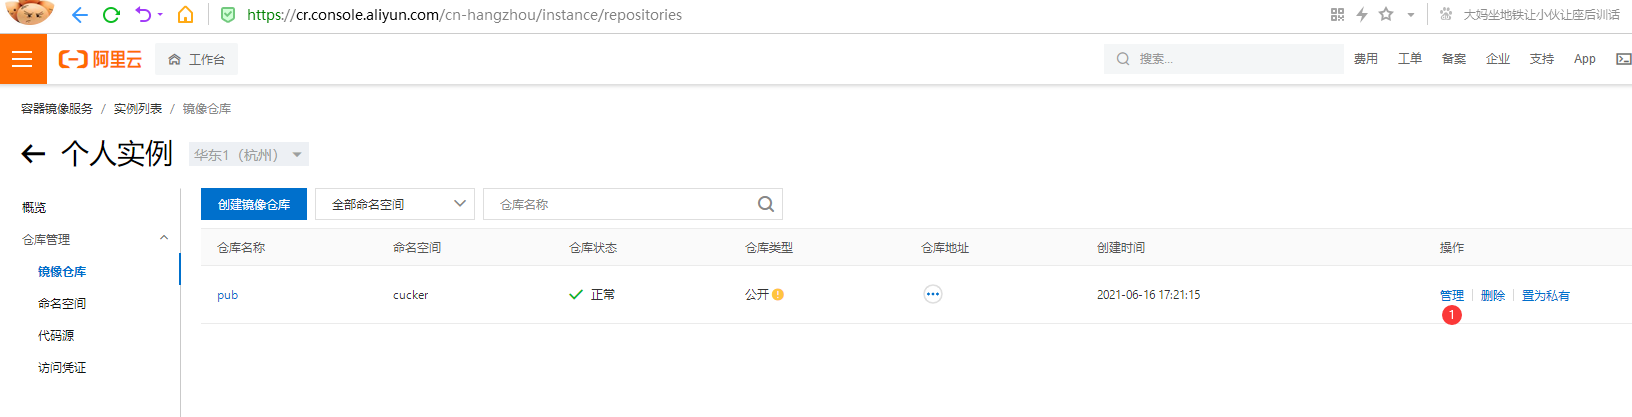 https://cr.console.aliyun.com/cn-hangzhou/instance/repositories 大妈坐地铁让小伙让座后训话
阿里云 工作台 搜索... 费用 工单 备案 企业 支持 App
容器镜像服务 / 实例列表 / 镜像仓库
个人实例 华东1（杭州）
概览
仓库管理
镜像仓库
命名空间
代码源
访问凭证
创建镜像仓库 全部命名空间 仓库名称
仓库名称 命名空间 仓库状态 仓库类型 仓库地址 创建时间 操作
pub cucker 正常 公开 2021-06-16 17:21:15 管理 删除 置为私有
1